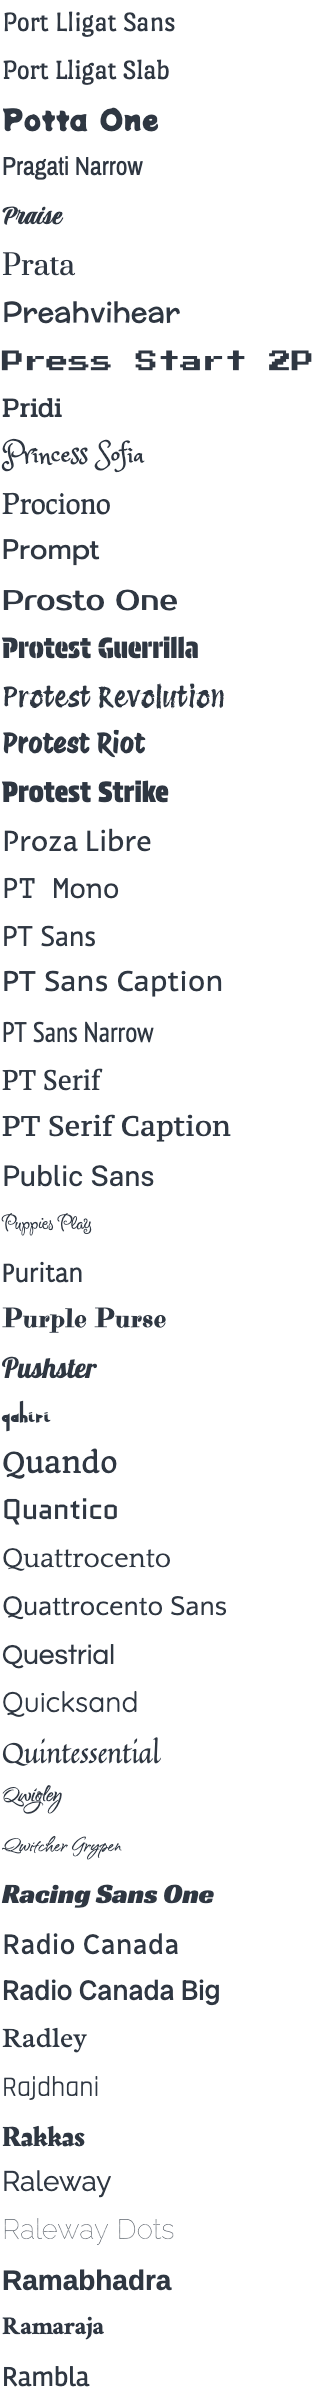 Port Lligat Sans
Port Lligat Slab
Potta One
Pragati Narrow
Praise
Prata
Preahvihear
Press Start 2P
Pridi
Princess Sofia
Prociono
Prompt
Prosto One
Protest Guerrilla
Protest Revolution
Protest Riot
Protest Strike
Proza Libre
PT Mono
PT Sans
PT Sans Caption
PT Sans Narrow
PT Serif
PT Serif Caption
Public Sans
Puppies Play
Puritan
Purple Purse
Pushster
qahiri
Quando
Quantico
Quattrocento
Quattrocento Sans
Questrial
Quicksand
Quintessential
Qwigley
Qwitcher Grypen
Racing Sans One
Radio Canada
Radio Canada Big
Radley
Rajdhani
Rakkas
Raleway
Raleway Dots
Ramabhadra
Ramaraja
Rambla